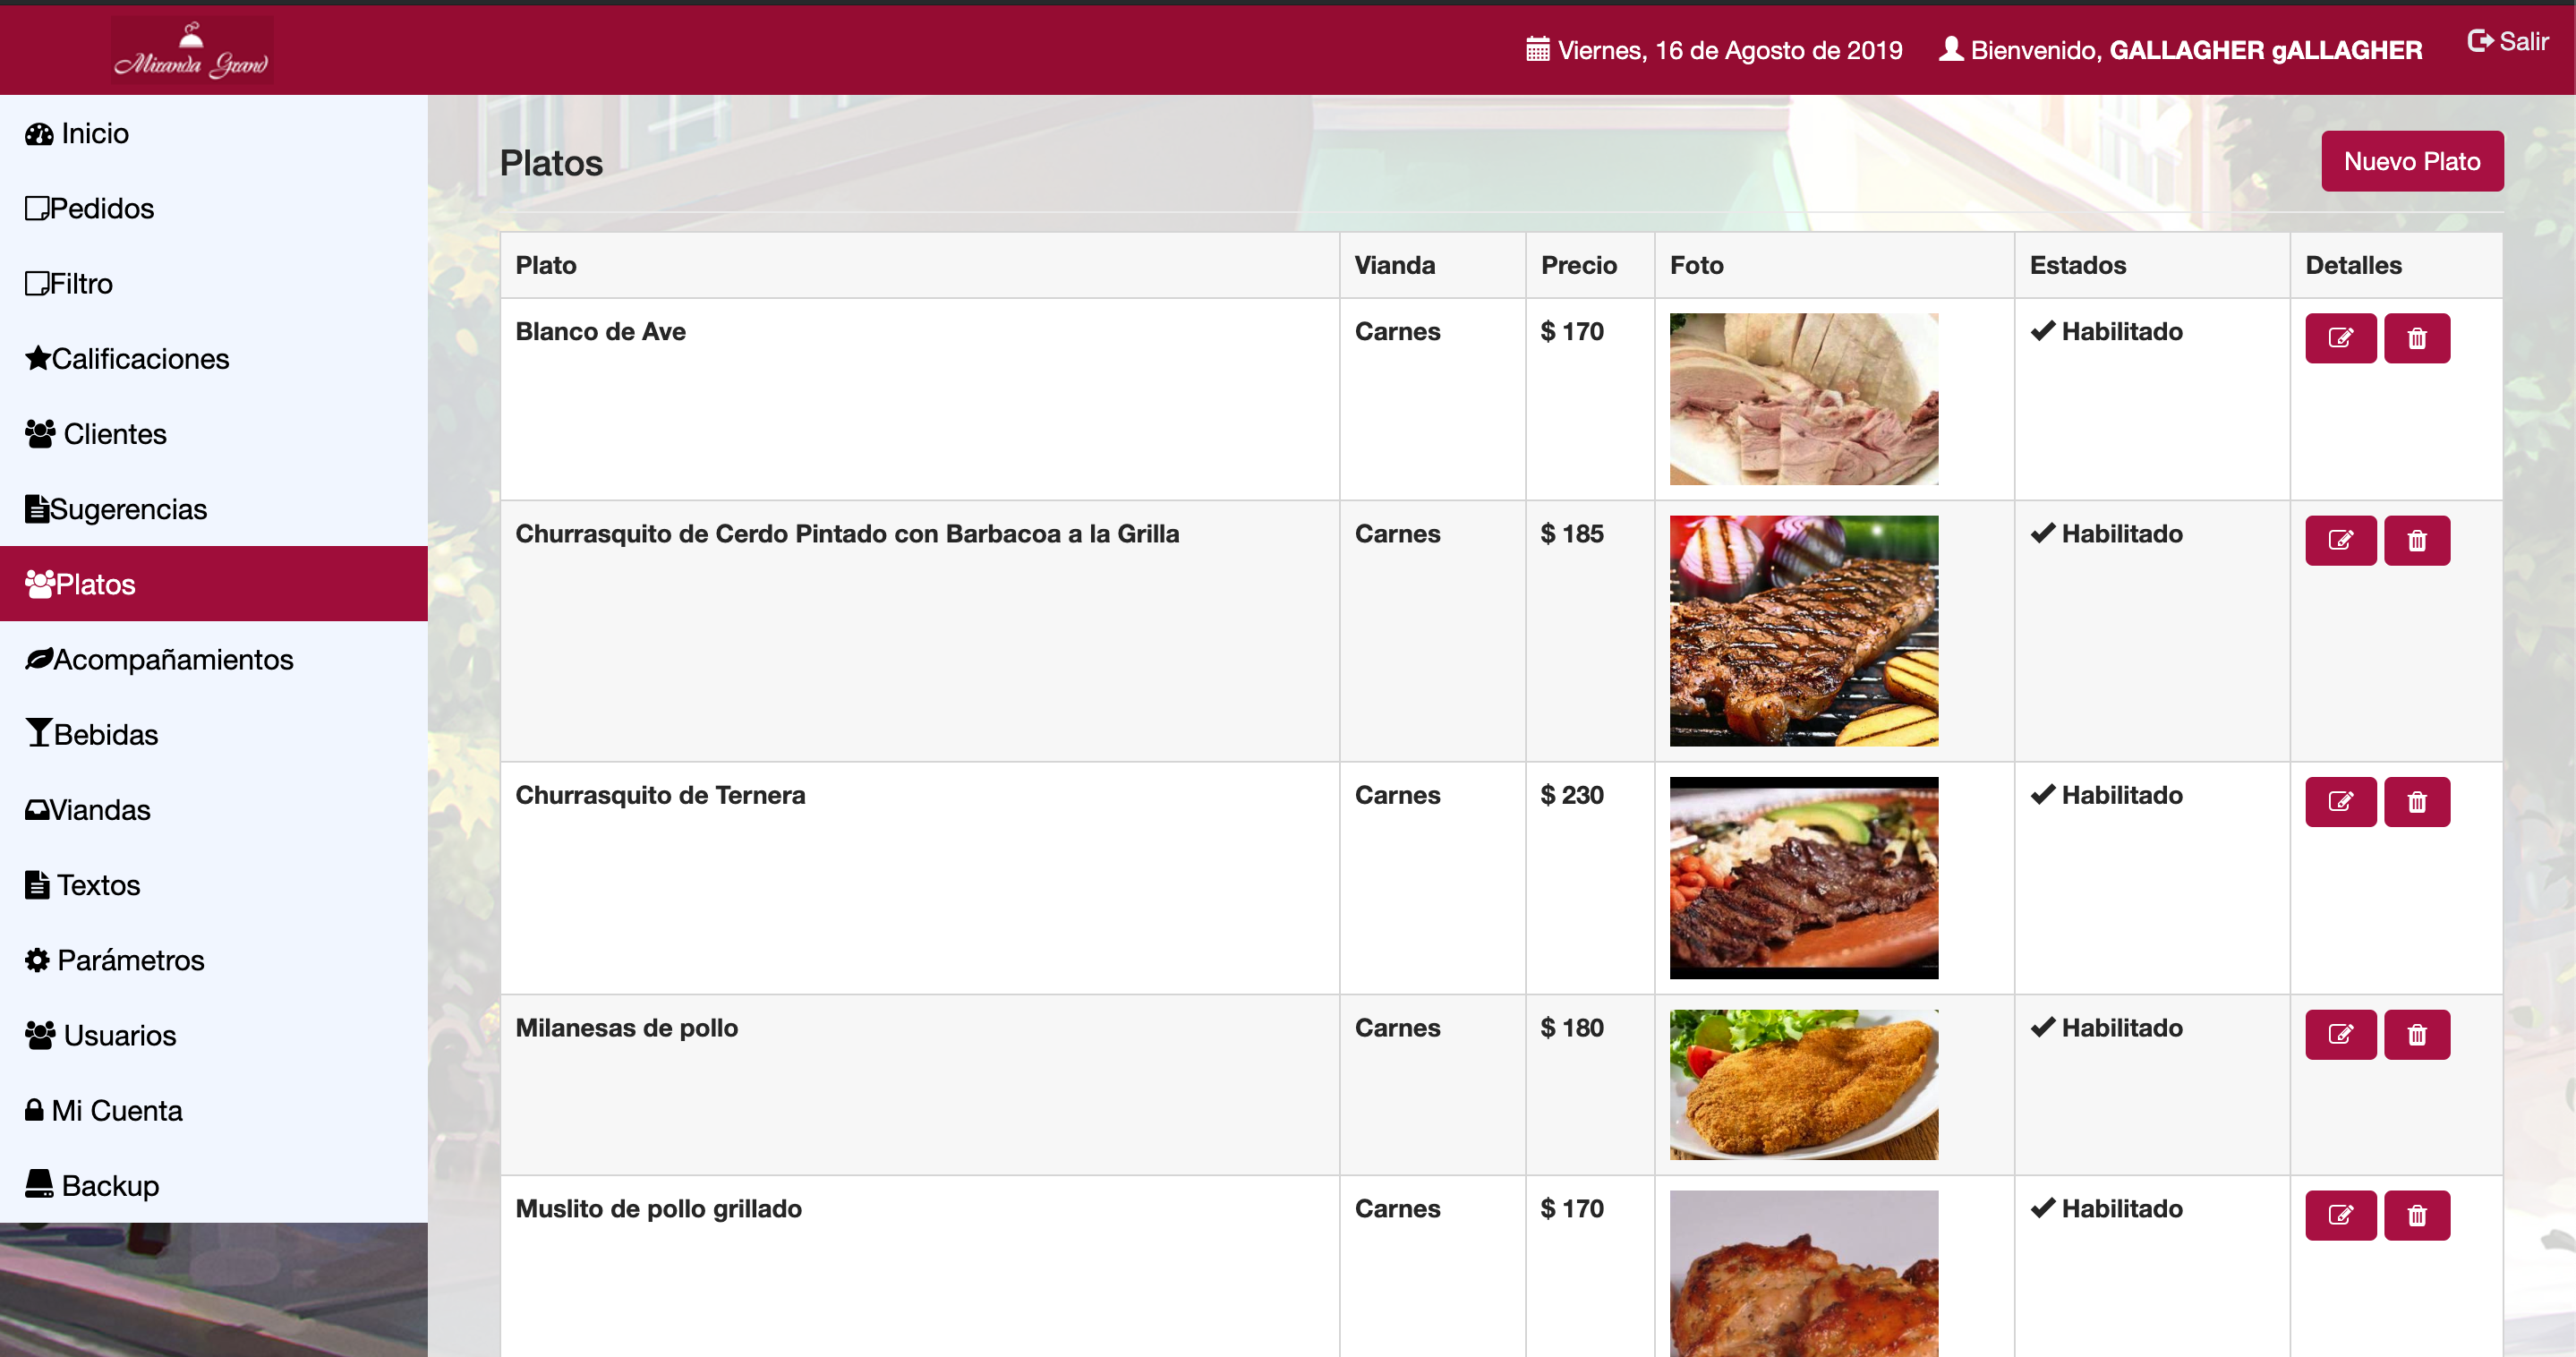 Miranda Grand
Viernes, 16 de Agosto de 2019
Bienvenido, GALLAGHER gALLAGHER
Salir
Inicio
Pedidos
Filtro
Calificaciones
Clientes
Sugerencias
Platos
Acompañamientos
Bebidas
Viandas
Textos
Parámetros
Usuarios
Mi Cuenta
Backup
Platos
Nuevo Plato
Plato Vianda Precio Foto Estados Detalles
Blanco de Ave Carnes $ 170 Habilitado
Churrasquito de Cerdo Pintado con Barbacoa a la Grilla Carnes $ 185 Habilitado
Churrasquito de Ternera Carnes $ 230 Habilitado
Milanesas de pollo Carnes $ 180 Habilitado
Muslito de pollo grillado Carnes $ 170 Habilitado